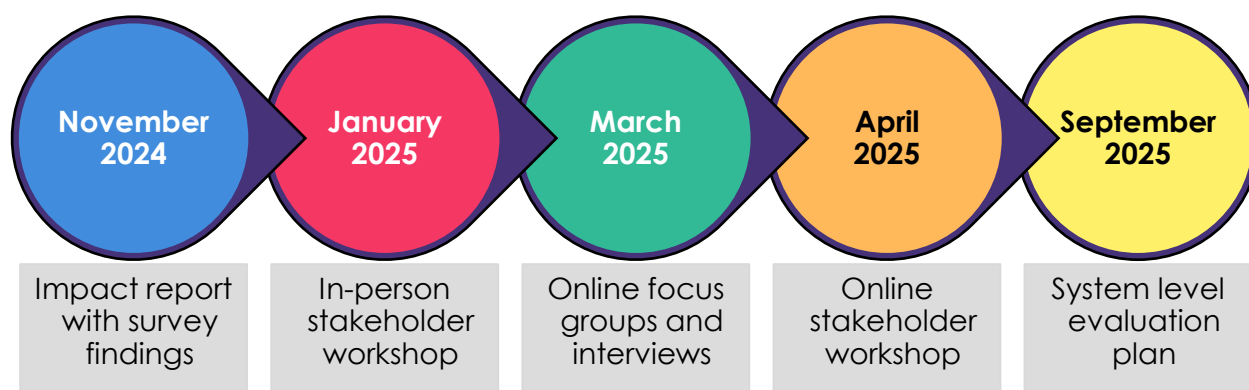 November
2024
January
2025
March
2025
April
2025
September
2025
Impact report
with survey
findings
In-person
stakeholder
workshop
Online focus
groups and
interviews
Online
stakeholder
workshop
System level
evaluation
plan